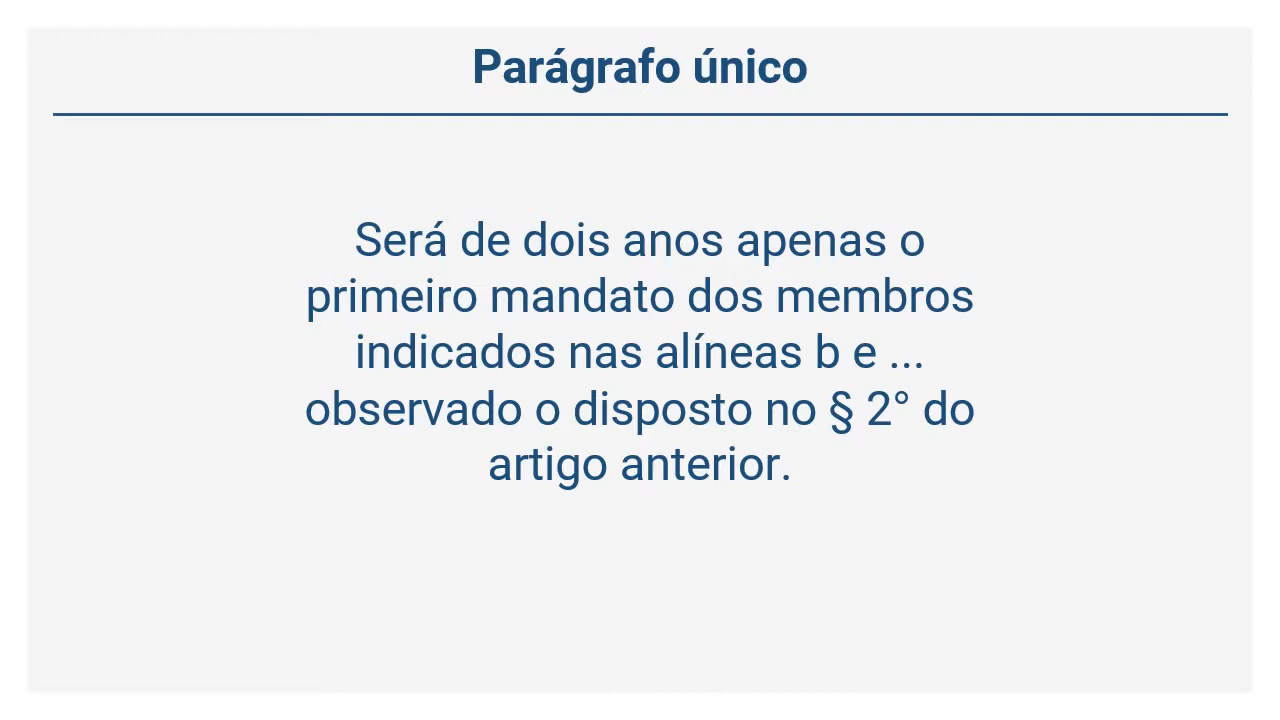 Parágrafo único
Será de dois anos apenas o
primeiro mandato dos membros
indicados nas alíneas b e ...
observado o disposto no § 2° do
artigo anterior.